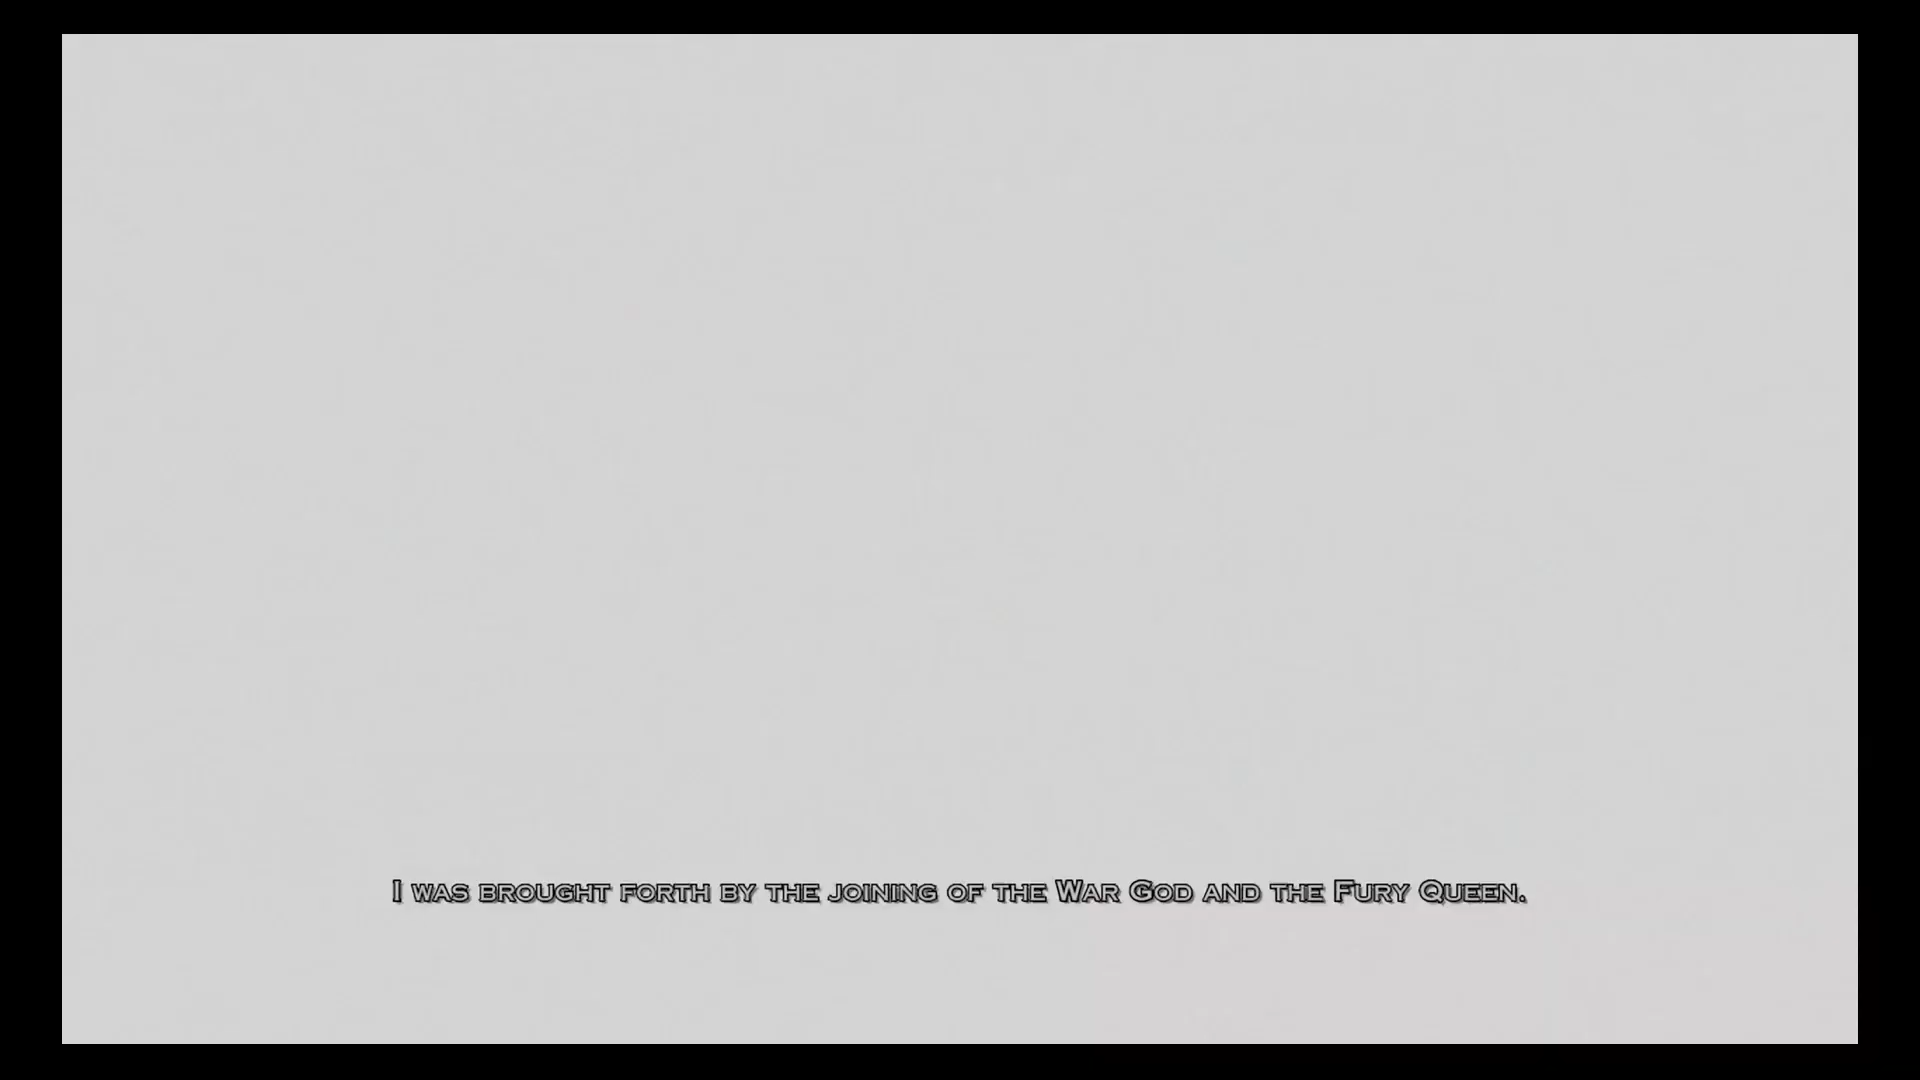 I was brought forth by the joining of the War God and the Fury Queen.